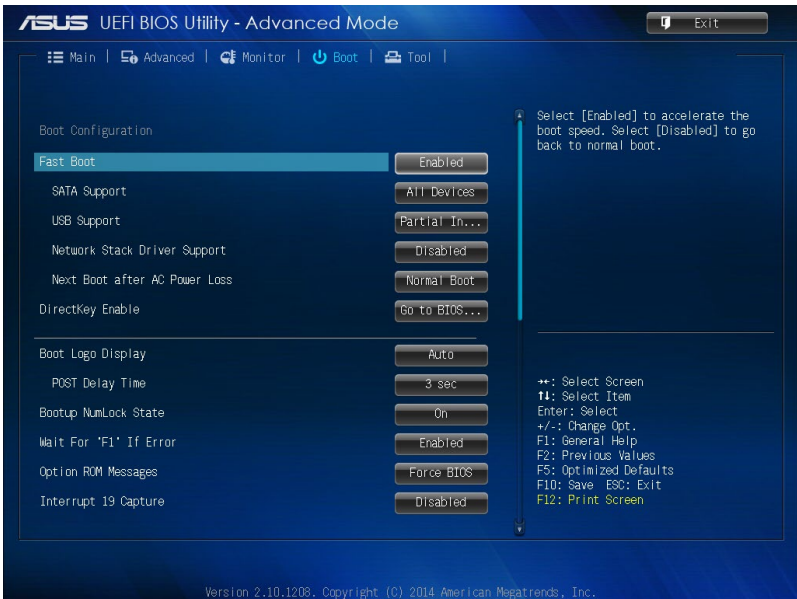 ASUS UEFI BIOS Utility - Advanced Mode
Exit
Main | Advanced | Monitor | Boot | Tool |
Boot Configuration
Fast Boot Enabled
SATA Support All Devices
USB Support Partial In...
Network Stack Driver Support Disabled
Next Boot after AC Power Loss Normal Boot
DirectKey Enable Go to BIOS...
Boot Logo Display Auto
POST Delay Time 3 sec
Bootup NumLock State On
Wait For 'F1' If Error Enabled
Option ROM Messages Force BIOS
Interrupt 19 Capture Disabled
Select [Enabled] to accelerate the
boot speed. Select [Disabled] to go
back to normal boot.
→←: Select Screen
↑↓: Select Item
Enter: Select
+/-: Change Opt.
F1: General Help
F2: Previous Values
F5: Optimized Defaults
F10: Save ESC: Exit
F12: Print Screen
Version 2.10.1208. Copyright (C) 2014 American Megatrends, Inc.